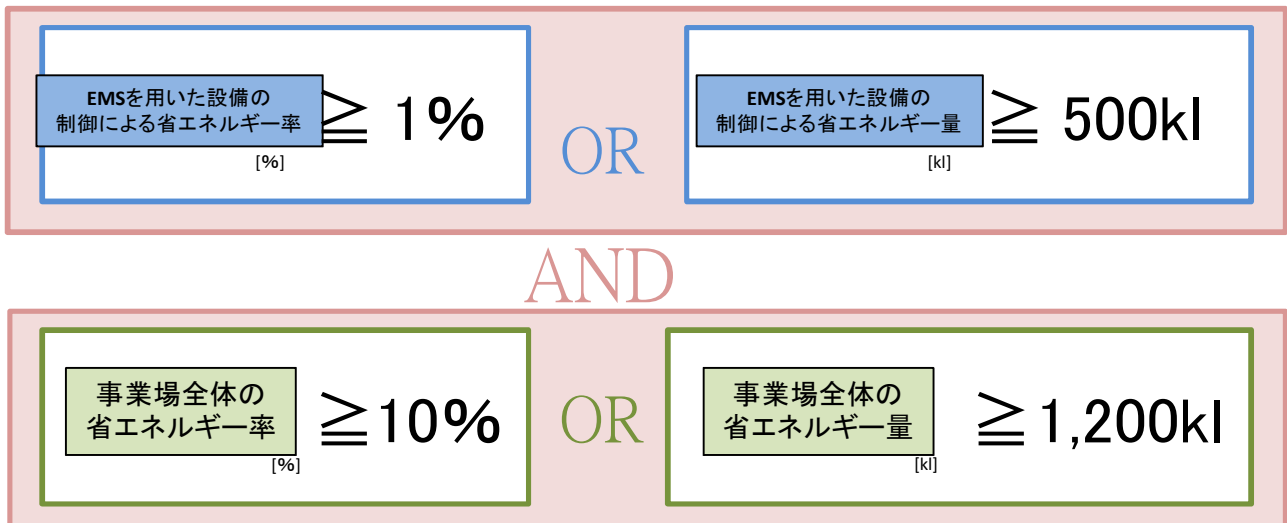 EMSを用いた設備の
制御による省エネルギー率
[%]
≧ 1%
OR
EMSを用いた設備の
制御による省エネルギー量
[kl]
≧ 500kl
AND
事業場全体の
省エネルギー率
[%]
≧10%
OR
事業場全体の
省エネルギー量
[kl]
≧1,200kl